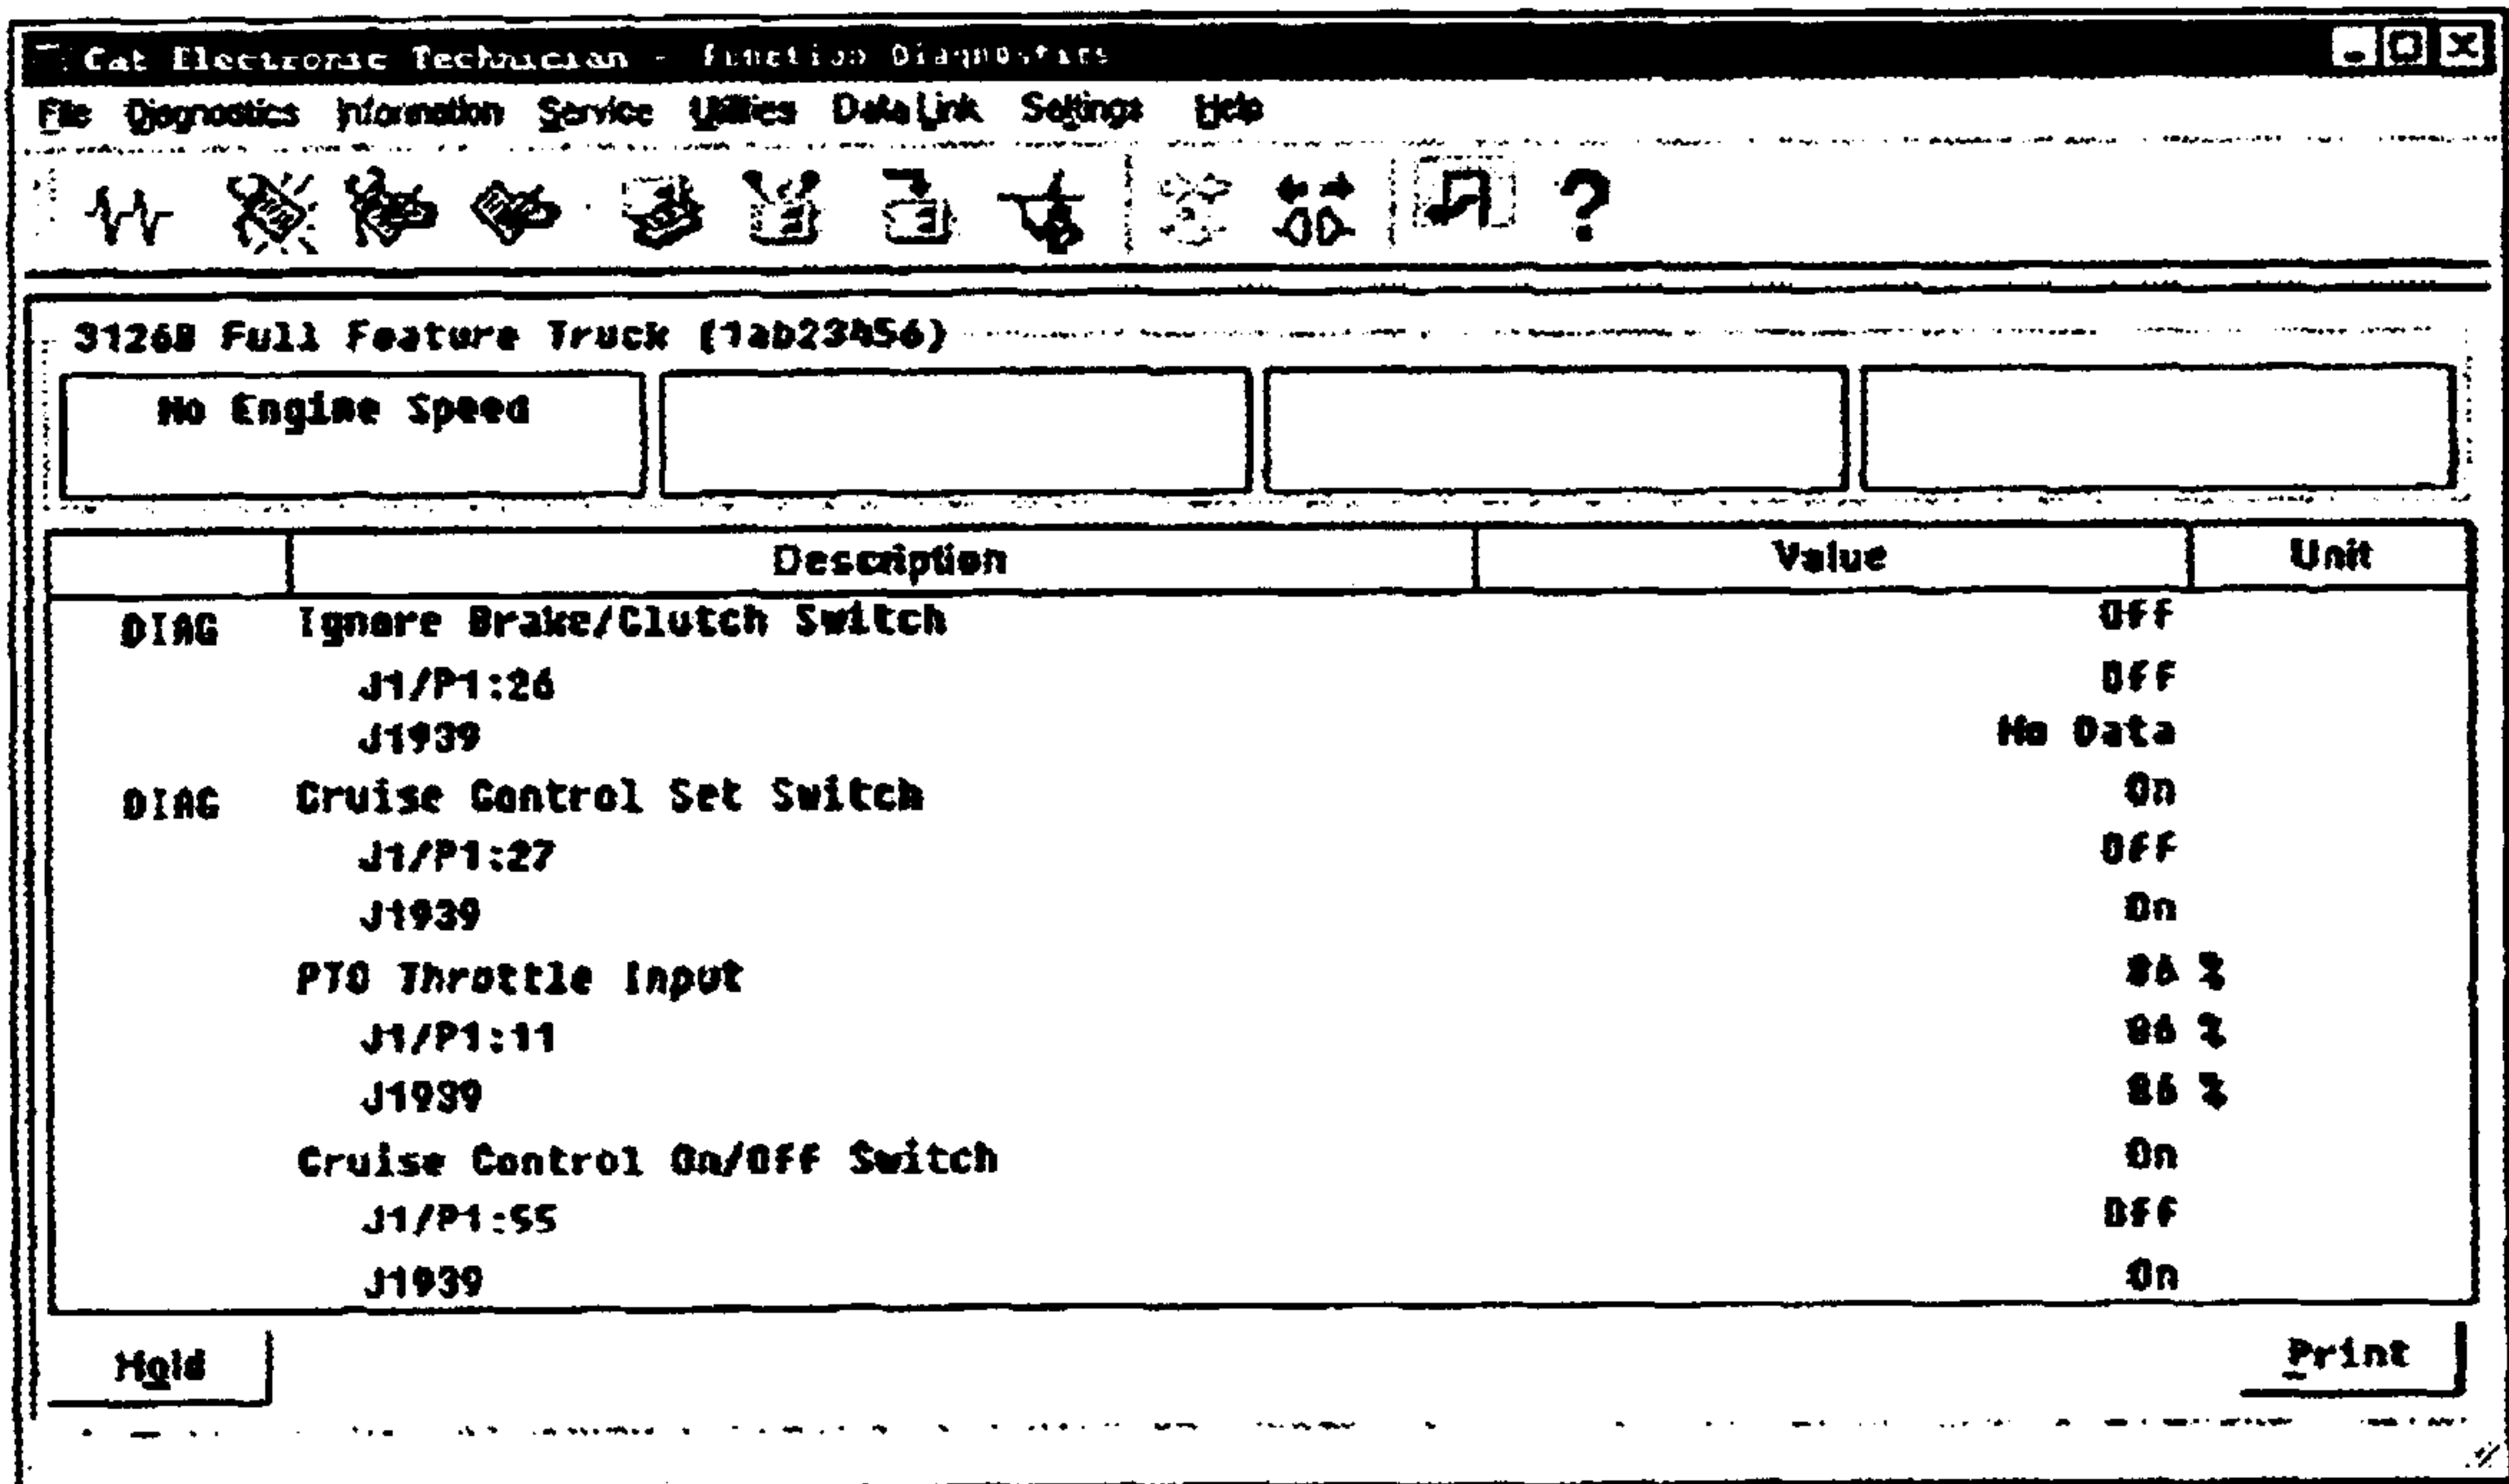 Cat Electronic Technician - Function Diagnostics
File Diagnostics Information Service Utilities Data Link Settings Help
?
3126B Full Feature Truck (1ab23456)
No Engine Speed
Description Value Unit
DIAG Ignore Brake/Clutch Switch Off
J1/P1:26 Off
J1939 No Data
DIAG Cruise Control Set Switch On
J1/P1:27 Off
J1939 On
PTO Throttle Input 86 %
J1/P1:11 86 %
J1939 86 %
Cruise Control On/Off Switch On
J1/P1:55 Off
J1939 On
Hold Print